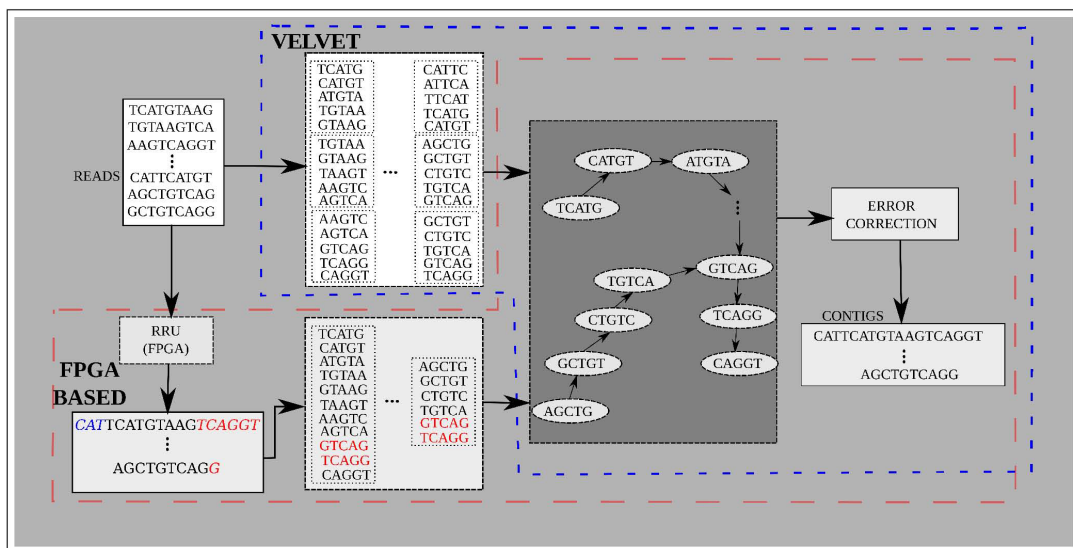 VELVET
READS
TCATGTAAG
TGTAAGTCA
AAGTCAGGT
CATTCATGT
AGCTGTCAG
GCTGTCAGG
TCATG
CATGT
ATGTA
TGTAA
GTAAG
TGTAA
GTAAG
TAAGT
AAGTC
AGTCA
AAGTC
AGTCA
GTCAG
TCAGG
CAGGT
...
CATTC
ATTCA
TTCAT
TCATG
CATGT
AGCTG
GCTGT
CTGTC
TGTCA
GTCAG
GCTGT
CTGTC
TGTCA
GTCAG
TCAGG
RRU
(FPGA)
FPGA
BASED
CATTCATGTAAGTCAGGT
AGCTGTCAGG
TCATG
CATGT
ATGTA
TGTAA
GTAAG
TAAGT
AAGTC
AGTCA
GTCAG
TCAGG
CAGGT
...
AGCTG
GCTGT
CTGTC
TGTCA
GTCAG
TCAGG
CATGT
ATGTA
TCATG
GTCAG
TGTCA
CTGTC
TCAGG
GCTGT
CAGGT
AGCTG
ERROR
CORRECTION
CONTIGS
CATTCATGTAAGTCAGGT
AGCTGTCAGG